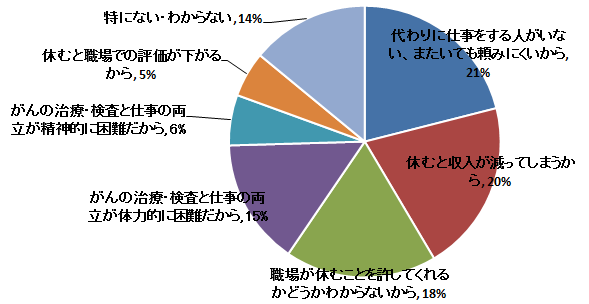 特にない・わからない, 14%
代わりに仕事をする人がいな
い、またいても頼みにくいから,
21%
休むと職場での評価が下がる
から, 5%
がんの治療・検査と仕事の両
立が精神的に困難だから, 6%
休むと収入が減ってしまうか
ら, 20%
がんの治療・検査と仕事の両
立が体力的に困難だから, 15%
職場が休むことを許してくれる
かどうかわからないから, 18%